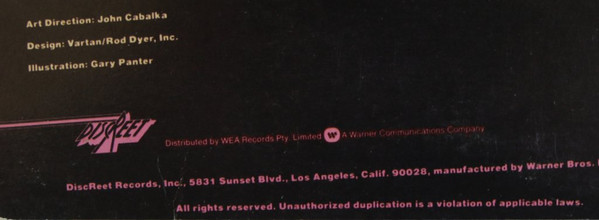 Art Direction: John Cabalka
Design: Vartan/Rod Dyer, Inc.
Illustration: Gary Panter
DISCREET
Distributed by WEA Records Pty. Limited W A Warner Communications Company
DiscReet Records, Inc., 5831 Sunset Blvd., Los Angeles, Calif. 90028, manufactured by Warner Bros.
All rights reserved. Unauthorized duplication is a violation of applicable laws.